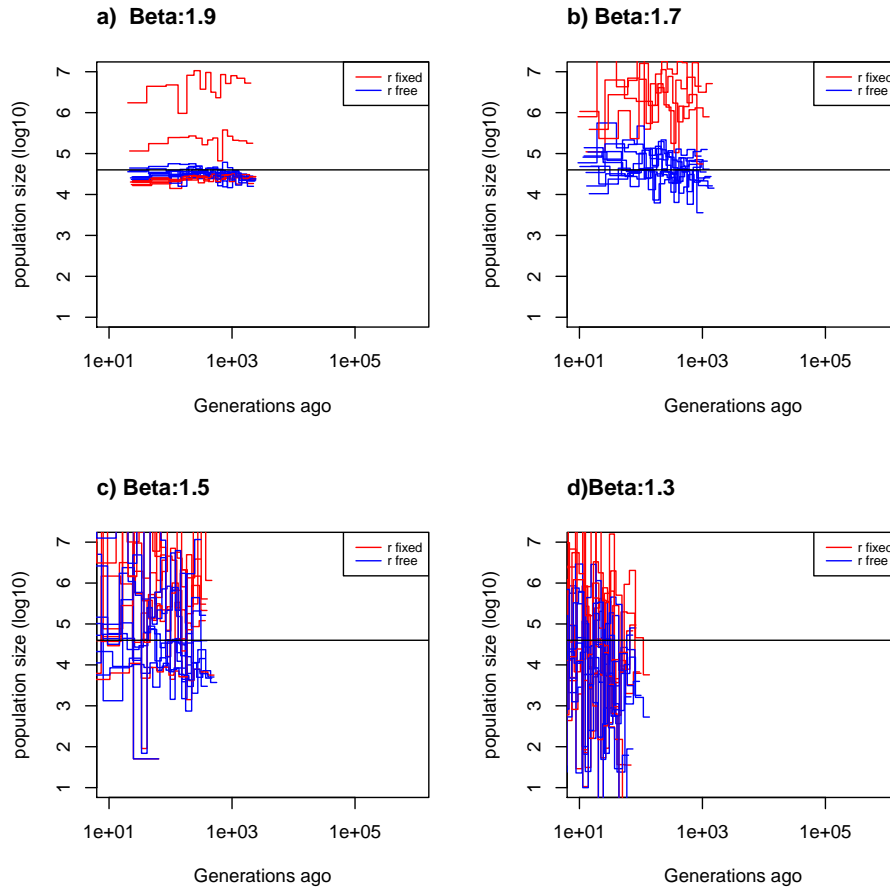 a)  Beta:1.9
population size (log10)
7
6
5
4
3
2
1
r fixed
r free
1e+01 1e+03 1e+05
Generations ago
b)  Beta:1.7
population size (log10)
7
6
5
4
3
2
1
r fixed
r free
1e+01 1e+03 1e+05
Generations ago
c) Beta:1.5
population size (log10)
7
6
5
4
3
2
1
r fixed
r free
1e+01 1e+03 1e+05
Generations ago
d)Beta:1.3
population size (log10)
7
6
5
4
3
2
1
r fixed
r free
1e+01 1e+03 1e+05
Generations ago